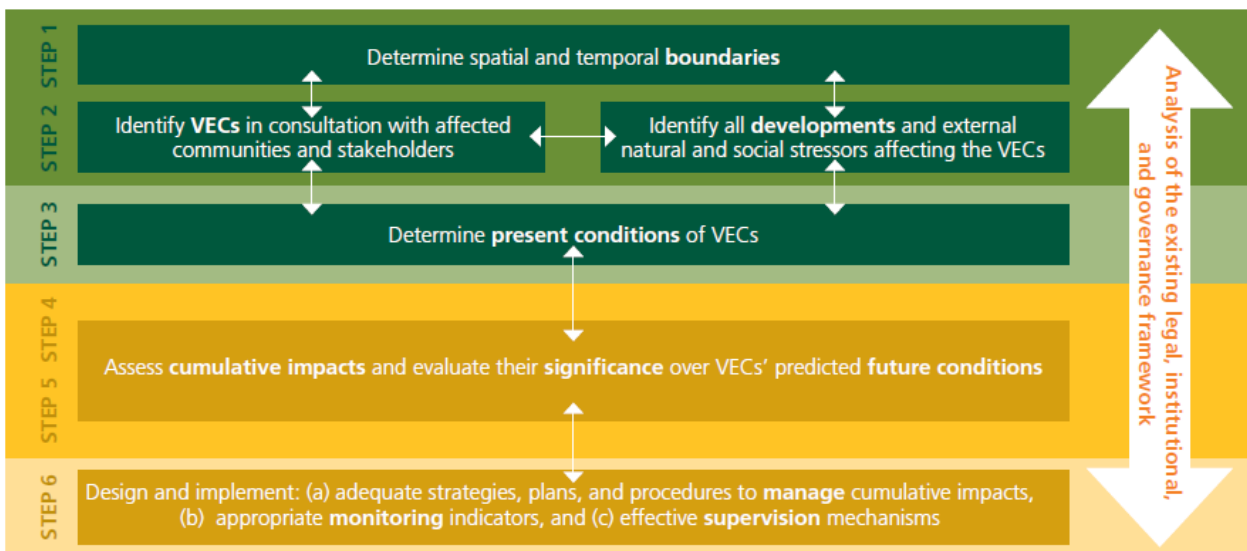 STEP 1
Determine spatial and temporal boundaries
STEP 2
Identify VECs in consultation with affected
communities and stakeholders
Identify all developments and external
natural and social stressors affecting the VECs
STEP 3
Determine present conditions of VECs
STEP 4
STEP 5
Assess cumulative impacts and evaluate their significance over VECs’ predicted future conditions
STEP 6
Design and implement: (a) adequate strategies, plans, and procedures to manage cumulative impacts,
(b) appropriate monitoring indicators, and (c) effective supervision mechanisms
Analysis of the existing legal, institutional,
and governance framework